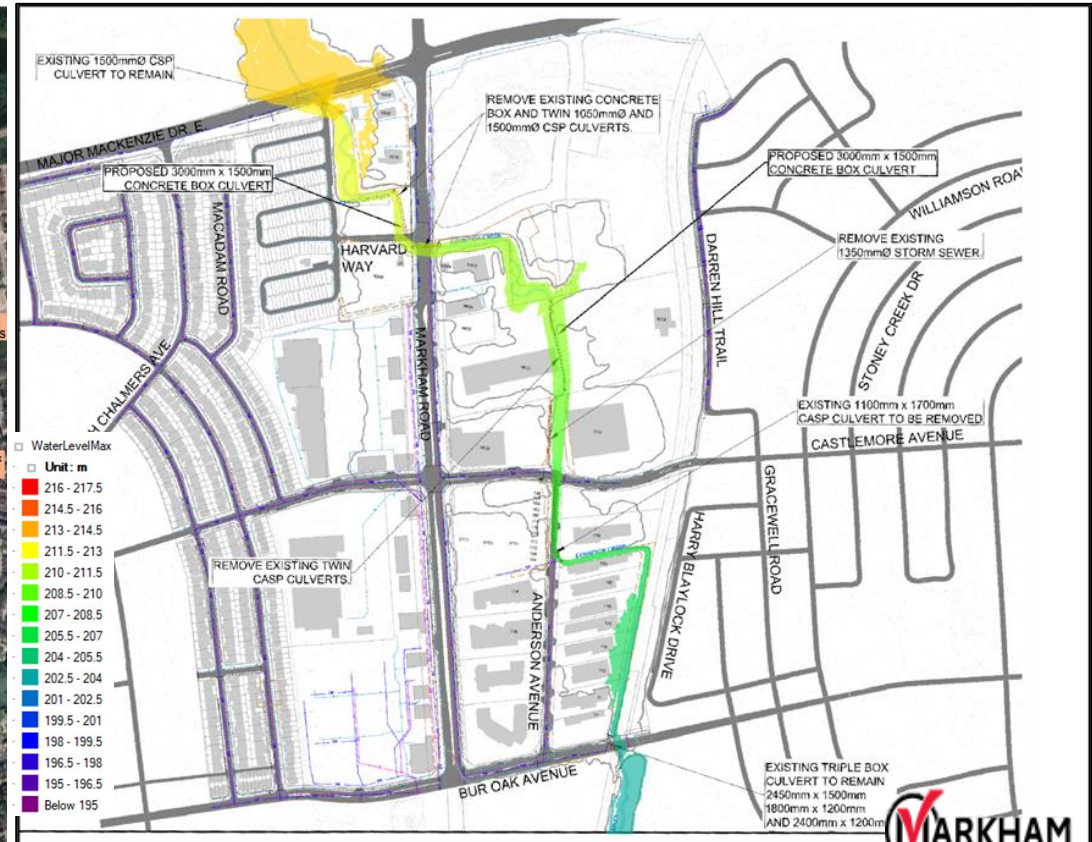 EXISTING 1500mmØ CSP
CULVERT TO REMAIN
REMOVE EXISTING CONCRETE
BOX AND TWIN 1050mmØ AND
1500mmØ CSP CULVERTS.
MAJOR MACKENZIE DR. E.
PROPOSED 3000mm x 1500mm
CONCRETE BOX CULVERT
PROPOSED 3000mm x 1500mm
CONCRETE BOX CULVERT
WILLIAMSON ROAD
MACADAM ROAD
HARVARD
WAY
REMOVE EXISTING
1350mmØ STORM SEWER.
DARREN HILL TRAIL
STONEY CREEK DR
MARKHAM ROAD
CHALMERS AVE
EXISTING 1100mm x 1700mm
CASP CULVERT TO BE REMOVED
CASTLEMORE AVENUE
GRACEWELL ROAD
HARRY BLAYLOCK DRIVE
REMOVE EXISTING TWIN
CASP CULVERTS.
ANDERSON AVENUE
BUR OAK AVENUE
EXISTING TRIPLE BOX
CULVERT TO REMAIN
2450mm x 1500mm
1800mm x 1200mm
AND 2400mm x 1200m
WaterLevelMax
Unit: m
216 - 217.5
214.5 - 216
213 - 214.5
211.5 - 213
210 - 211.5
208.5 - 210
207 - 208.5
205.5 - 207
204 - 205.5
202.5 - 204
201 - 202.5
199.5 - 201
198 - 199.5
196.5 - 198
195 - 196.5
Below 195
MARKHAM